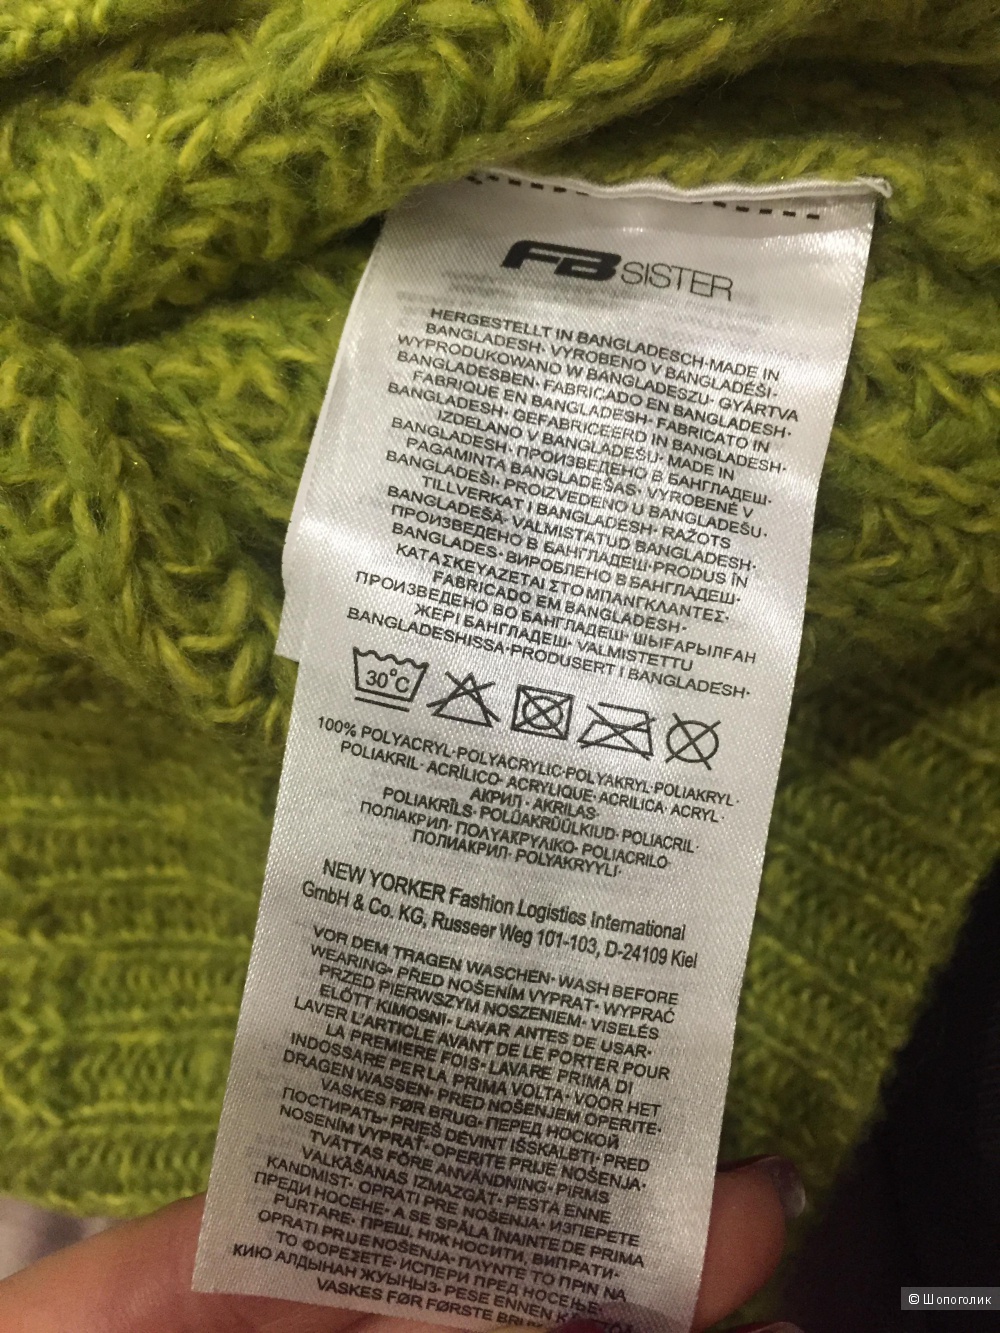 FB SISTER
HERGESTELLT IN BANGLADESCH·MADE IN
BANGLADESH· VYROBENO V BANGLADÉŠI·
WYPRODUKOWANO W BANGLADESZU· GYÁRTVA
BANGLADESBEN· FABRICADO EN BANGLADESH·
FABRIQUE EN BANGLADESH· FABRICATO IN
BANGLADESH· GEFABRICEERD IN BANGLADESH·
IZDELANO V BANGLADEŠU· MADE IN
BANGLADESH· ПРОИЗВЕДЕНО В БАНГЛАДЕШ·
PAGAMINTA BANGLADEŠAS· VYROBENÉ V
BANGLADEŠI· PROIZVEDENO U BANGLADEŠU·
TILLVERKAT I BANGLADESH· RAŽOTS
BANGLADEŠĀ· VALMISTATUD BANGLADESH·
ПРОИЗВЕДЕНО В БАНГЛАДЕШ·PRODUS ÎN
BANGLADES· ВИРОБЛЕНО В БАНГЛАДЕШ·
ΚΑΤΑΣΚΕΥΑΖΕΤΑΙ ΣΤΟ ΜΠΑΝΓΚΛΑΝΤΕΣ·
FABRICADO EM BANGLADESH·
ПРОИЗВЕДЕНО ВО БАНГЛАДЕШ· ШЫҒАРЫЛҒАН
ЖЕРІ БАНГЛАДЕШ· VALMISTETTU
BANGLADESHISSA·PRODUSERT I BANGLADESH·
30°C
100% POLYACRYL·POLYACRYLIC·POLYAKRYL·POLIAKRYL·
POLIAKRIL· ACRÍLICO· ACRYLIQUE· ACRILICA· ACRYL·
АКРИЛ · AKRILAS·
POLIAKRĪLS· POLÜAKRÜÜLKIUD· POLIACRIL·
ПОЛІАКРИЛ· ΠΟΛΥΑΚΡΥΛΙΚΟ· POLIACRILO·
ПОЛИАКРИЛ· POLYAKRYYLI·
NEW YORKER Fashion Logistics International
GmbH & Co. KG, Russeer Weg 101-103, D-24109 Kiel
VOR DEM TRAGEN WASCHEN· WASH BEFORE
WEARING· PŘED NOŠENÍM VYPRAT· WYPRAĆ
PRZED PIERWSZYM NOSZENIEM· VISELÉS
ELŐTT KIMOSNI· LAVAR ANTES DE USAR·
LAVER L'ARTICLE AVANT DE LE PORTER POUR
LA PREMIERE FOIS· LAVARE PRIMA DI
INDOSSARE PER LA PRIMA VOLTA· VOOR HET
DRAGEN WASSEN· PRED NOŠENJEM OPERITE·
VASKES FØR BRUG· ПЕРЕД НОСКОЙ
ПОСТИРАТЬ· PRIEŠ DĖVINT IŠSKALBTI· PRED
NOSENÍM VYPRAŤ· OPERITE PRIJE NOŠENJA·
TVÄTTAS FÖRE ANVÄNDNING· PIRMS
VALKĀŠANAS IZMAZGĀT· PESTA ENNE
KANDMIST· OPRATI PRE NOŠENJA· ИЗПЕРЕТЕ
ПРЕДИ НОСЕНЕ· A SE SPĂLA ÎNAINTE DE PRIMA
PURTARE· ПРЕШ, НІЖ НОСИТИ, ВИПРАТИ·
OPRATI PRIJE NOŠENJA· ΠΛΥΝΤΕ ΤΟ ΠΡΙΝ ΝΑ
ΤΟ ΦΟΡΕΣΕΤΕ· ИСПЕРИ ПРЕД НОСЕЊЕ·
КИЮ АЛДЫНАН ЖУЫҢЫЗ· PESE ENNEN
VASKES FØR FØRSTE
© Шопоголик